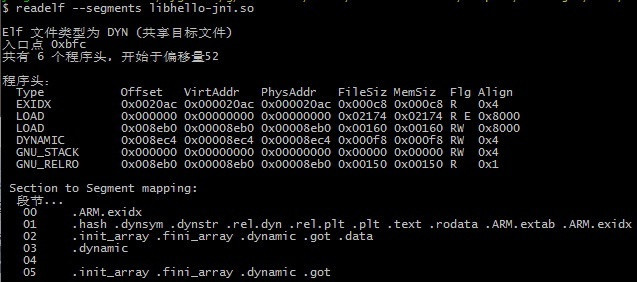 $ readelf --segments libhello-jni.so

Elf 文件类型为 DYN (共享目标文件)
入口点 0xbfc
共有 6 个程序头，开始于偏移量52

程序头：
  Type           Offset   VirtAddr   PhysAddr   FileSiz MemSiz  Flg Align
  EXIDX          0x0020ac 0x000020ac 0x000020ac 0x000c8 0x000c8 R   0x4
  LOAD           0x000000 0x00000000 0x00000000 0x02174 0x02174 R E 0x8000
  LOAD           0x008eb0 0x00008eb0 0x00008eb0 0x00160 0x00160 RW  0x8000
  DYNAMIC        0x008ec4 0x00008ec4 0x00008ec4 0x000f8 0x000f8 RW  0x4
  GNU_STACK      0x000000 0x00000000 0x00000000 0x00000 0x00000 RW  0x4
  GNU_RELRO      0x008eb0 0x00008eb0 0x00008eb0 0x00150 0x00150 R   0x1

 Section to Segment mapping:
  段节...
   00     .ARM.exidx
   01     .hash .dynsym .dynstr .rel.dyn .rel.plt .plt .text .rodata .ARM.extab .ARM.exidx
   02     .init_array .fini_array .dynamic .got .data
   03     .dynamic
   04
   05     .init_array .fini_array .dynamic .got